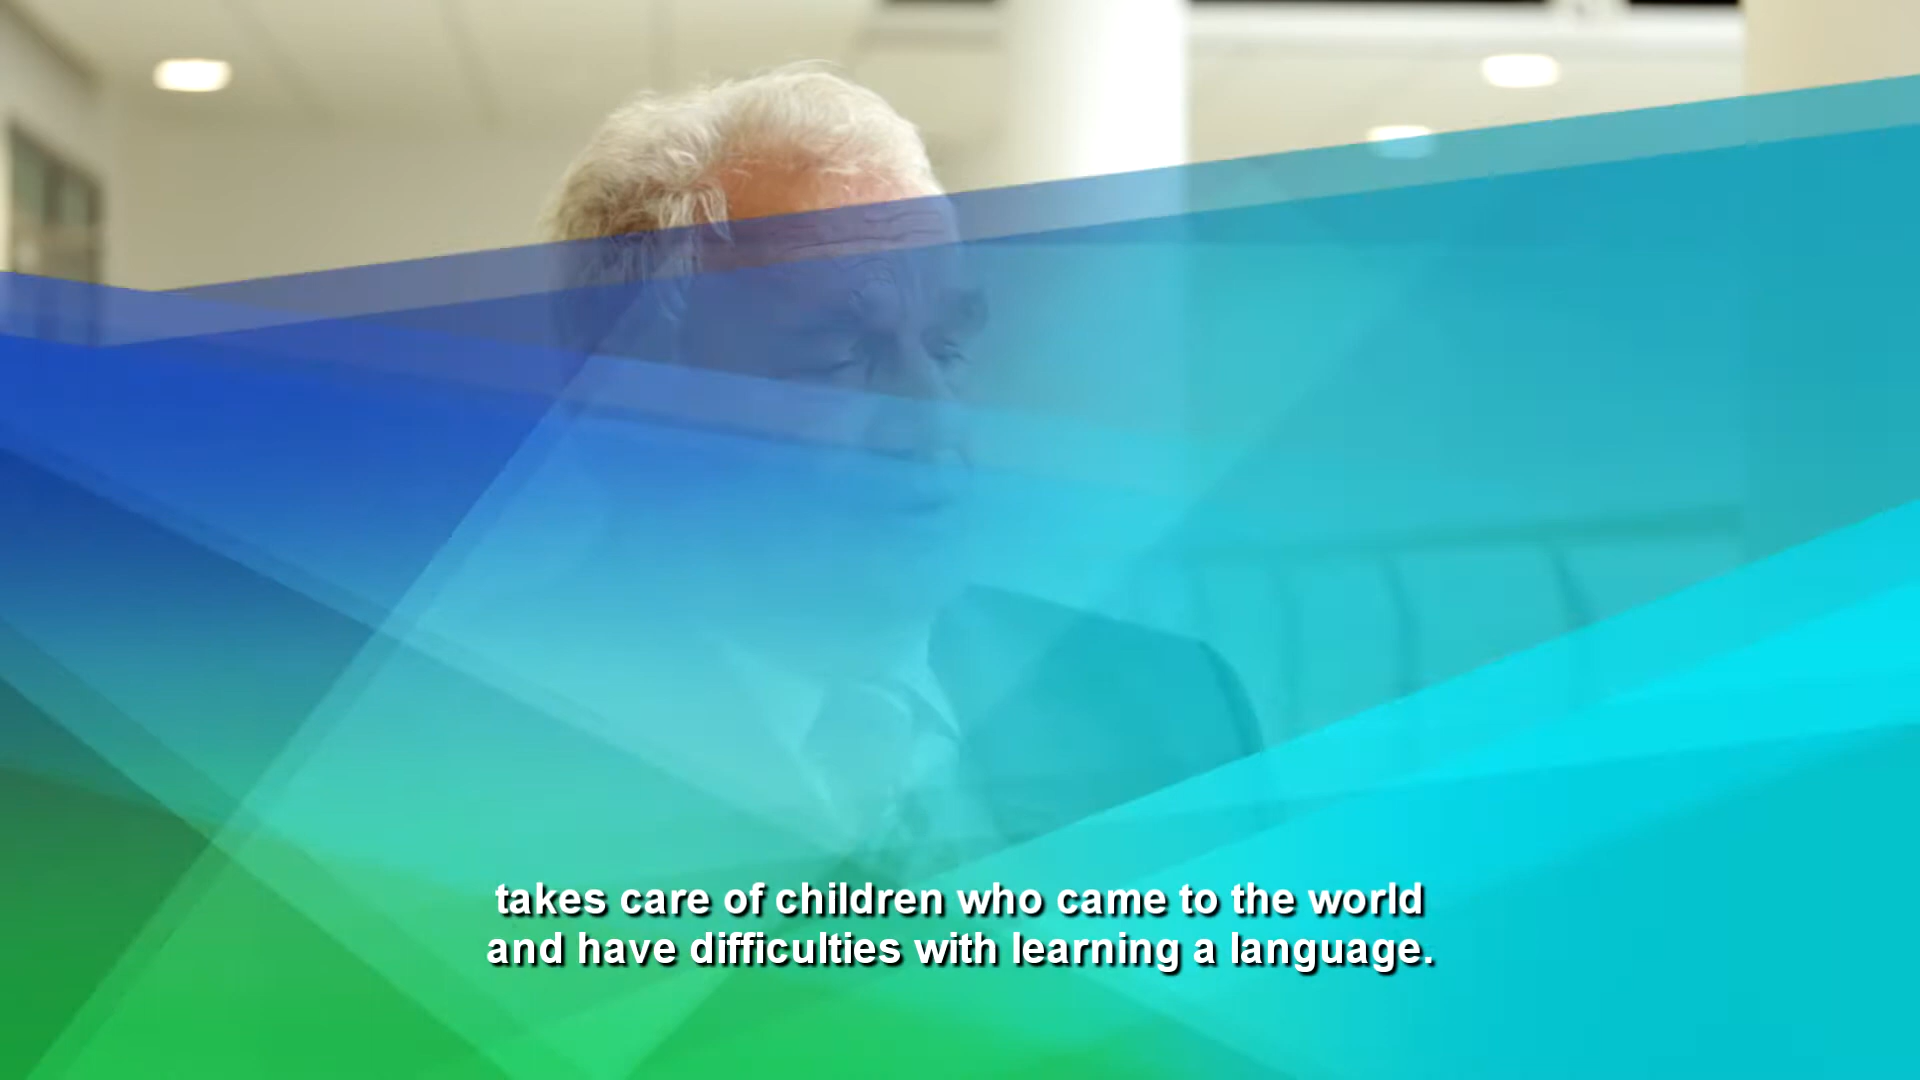 takes care of children who came to the world
and have difficulties with learning a language.